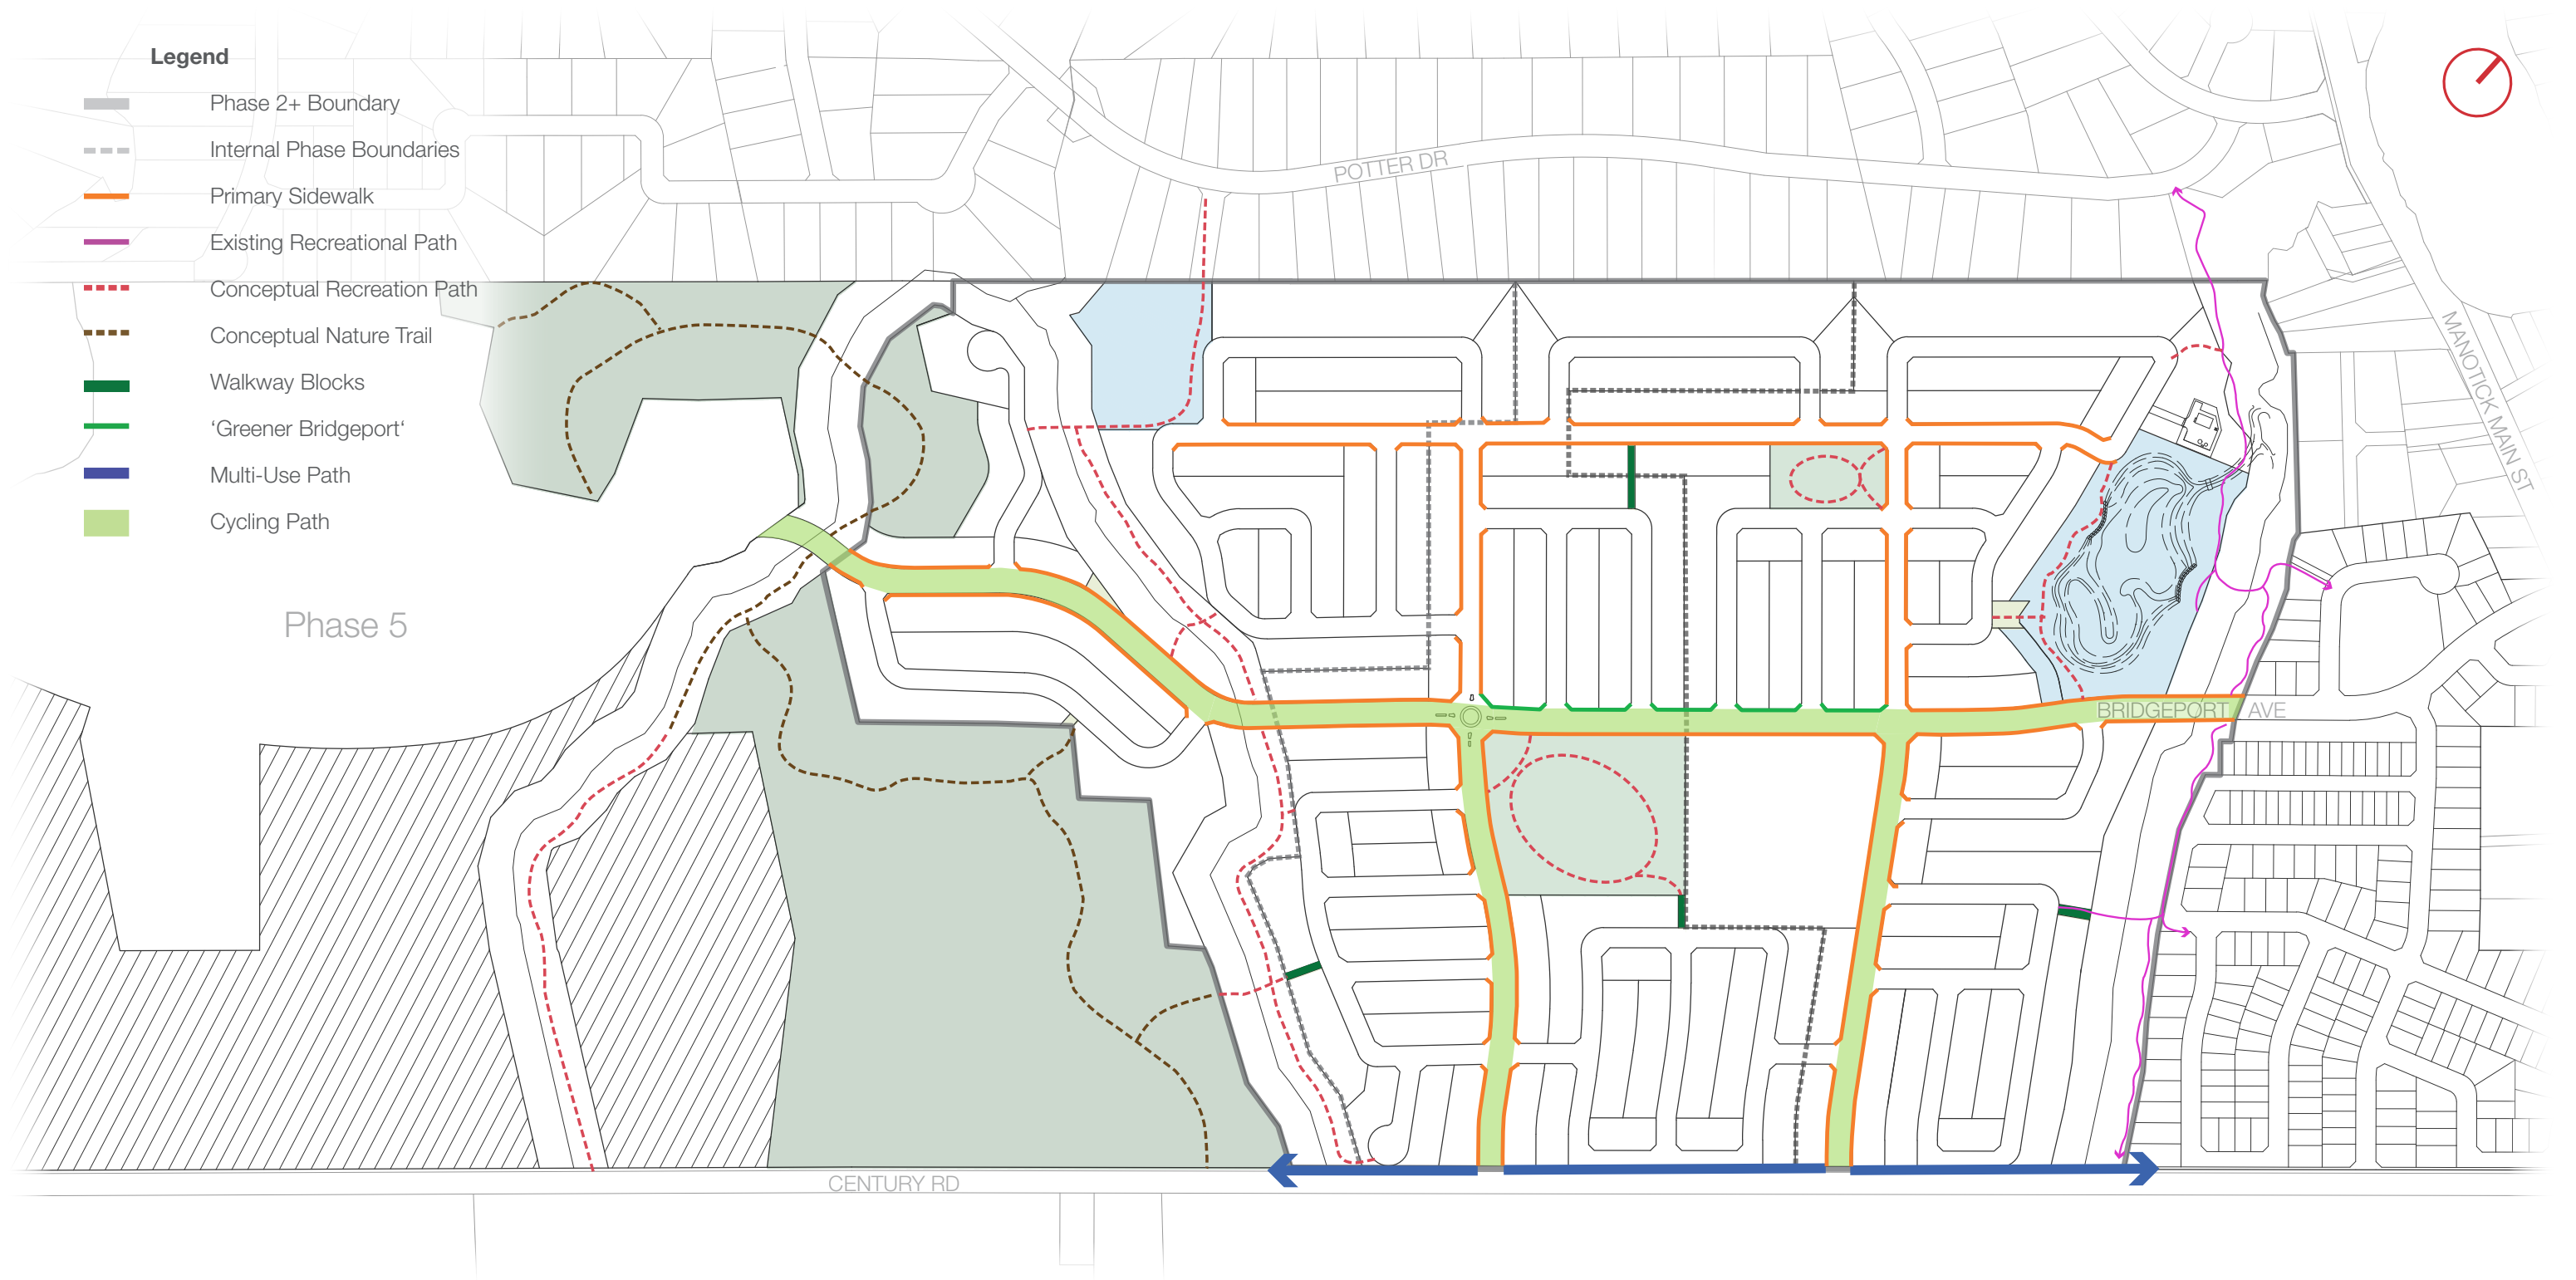 Legend
Phase 2+ Boundary
Internal Phase Boundaries
Primary Sidewalk
Existing Recreational Path
Conceptual Recreation Path
Conceptual Nature Trail
Walkway Blocks
‘Greener Bridgeport‘
Multi-Use Path
Cycling Path
POTTER DR
MANOTICK MAIN ST
Phase 5
BRIDGEPORT AVE
CENTURY RD